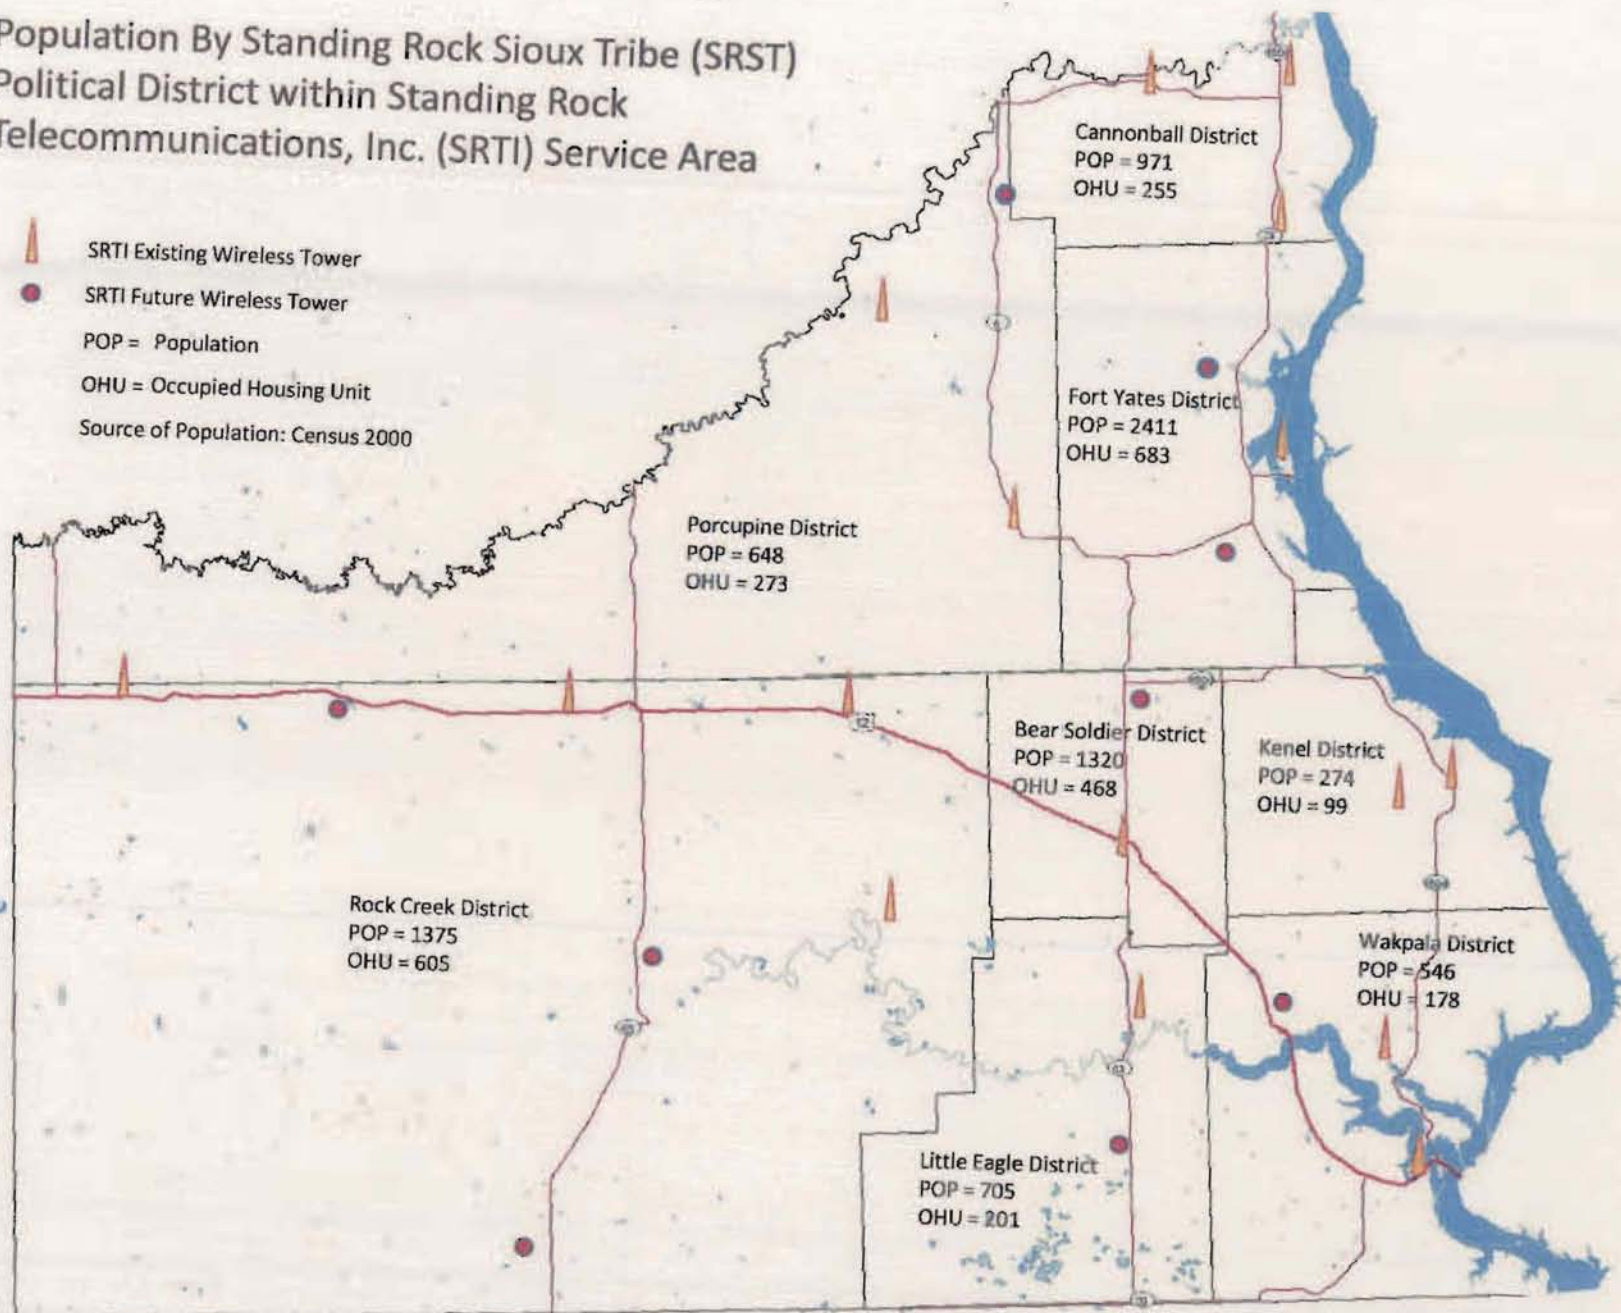 Population By Standing Rock Sioux Tribe (SRST)
Political District within Standing Rock
Telecommunications, Inc. (SRTI) Service Area
SRTI Existing Wireless Tower
SRTI Future Wireless Tower
POP = Population
OHU = Occupied Housing Unit
Source of Population: Census 2000
Cannonball District
POP = 971
OHU = 255
Fort Yates District
POP = 2411
OHU = 683
Porcupine District
POP = 648
OHU = 273
Bear Soldier District
POP = 1320
OHU = 468
Kenel District
POP = 274
OHU = 99
Rock Creek District
POP = 1375
OHU = 605
Wakpala District
POP = 546
OHU = 178
Little Eagle District
POP = 705
OHU = 201